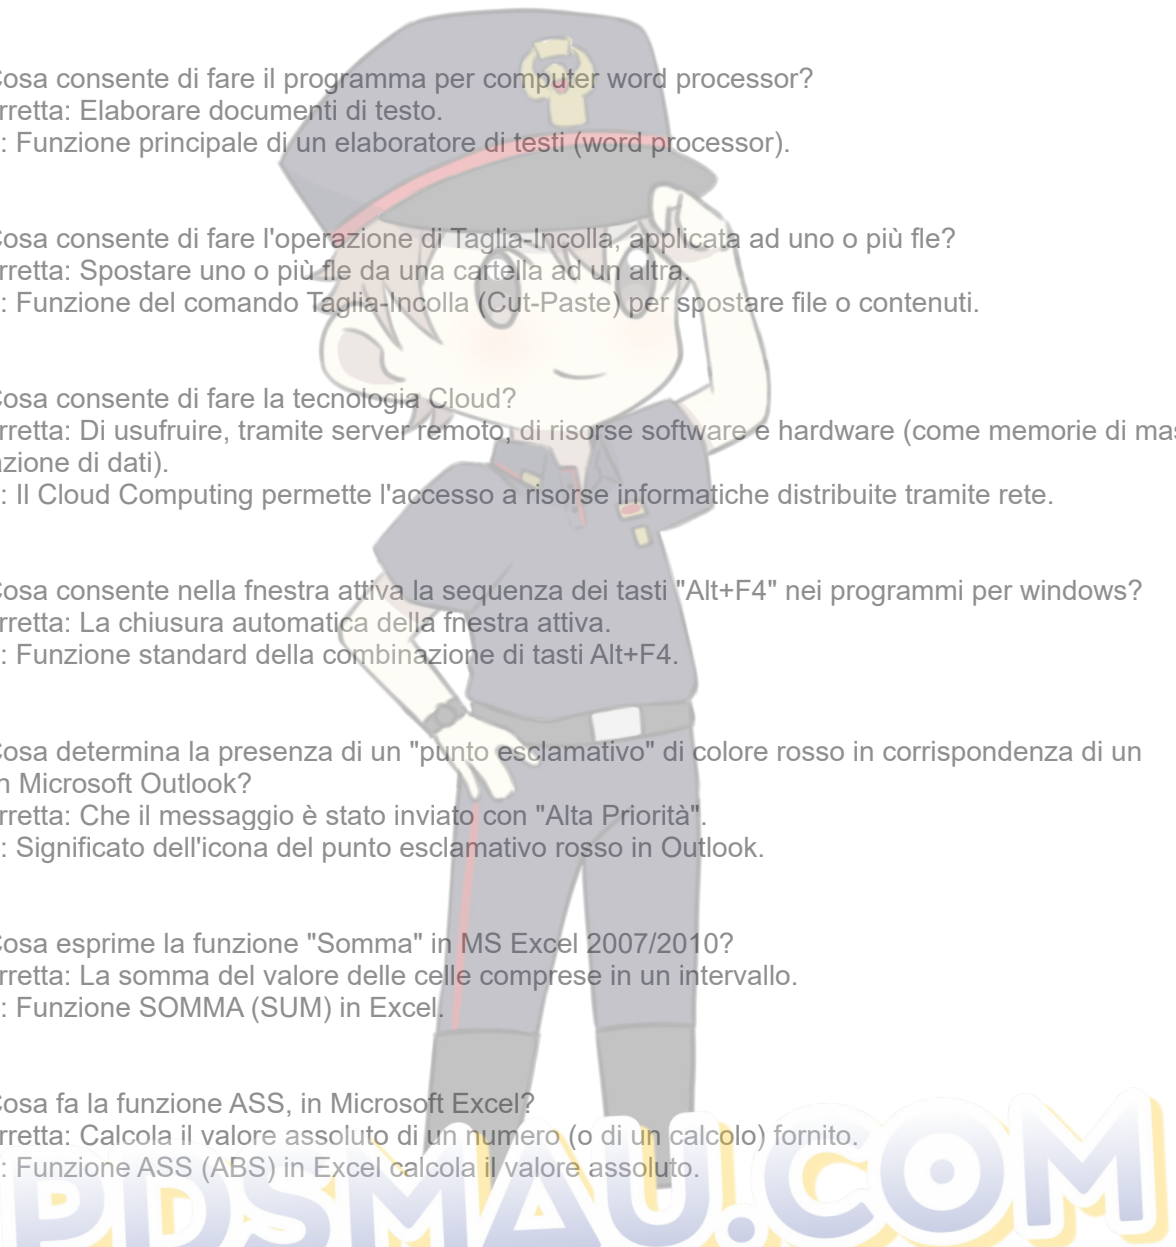 Cosa consente di fare il programma per computer word processor?
rretta: Elaborare documenti di testo.
: Funzione principale di un elaboratore di testi (word processor).
Cosa consente di fare l'operazione di Taglia-Incolla, applicata ad uno o più fle?
rretta: Spostare uno o più fle da una cartella ad un altra.
: Funzione del comando Taglia-Incolla (Cut-Paste) per spostare file o contenuti.
Cosa consente di fare la tecnologia Cloud?
rretta: Di usufruire, tramite server remoto, di risorse software e hardware (come memorie di mas
azione di dati).
: Il Cloud Computing permette l'accesso a risorse informatiche distribuite tramite rete.
Cosa consente nella fnestra attiva la sequenza dei tasti "Alt+F4" nei programmi per windows?
rretta: La chiusura automatica della fnestra attiva.
: Funzione standard della combinazione di tasti Alt+F4.
Cosa determina la presenza di un "punto esclamativo" di colore rosso in corrispondenza di un
n Microsoft Outlook?
rretta: Che il messaggio è stato inviato con "Alta Priorità".
: Significato dell'icona del punto esclamativo rosso in Outlook.
Cosa esprime la funzione "Somma" in MS Excel 2007/2010?
rretta: La somma del valore delle celle comprese in un intervallo.
: Funzione SOMMA (SUM) in Excel.
Cosa fa la funzione ASS, in Microsoft Excel?
rretta: Calcola il valore assoluto di un numero (o di un calcolo) fornito.
: Funzione ASS (ABS) in Excel calcola il valore assoluto.
PDSMAU.COM